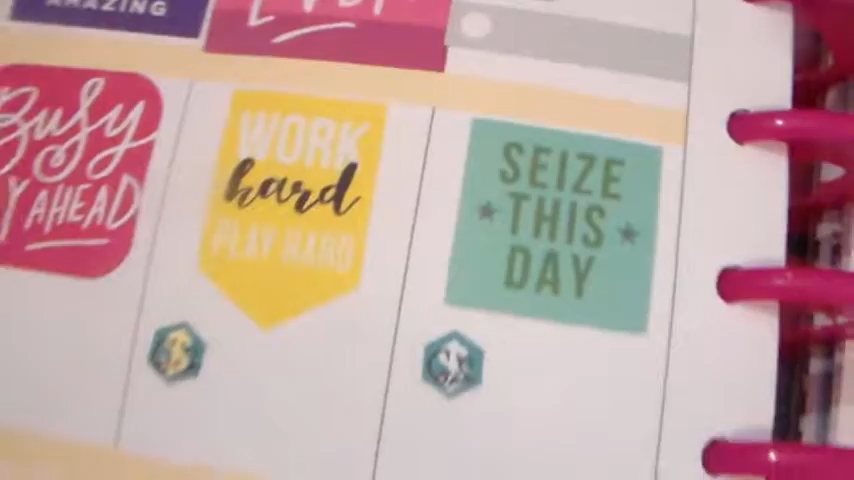 AMAZING
Busy
AHEAD
WORK
hard
PLAY HARD
SEIZE
THIS
DAY
$
$